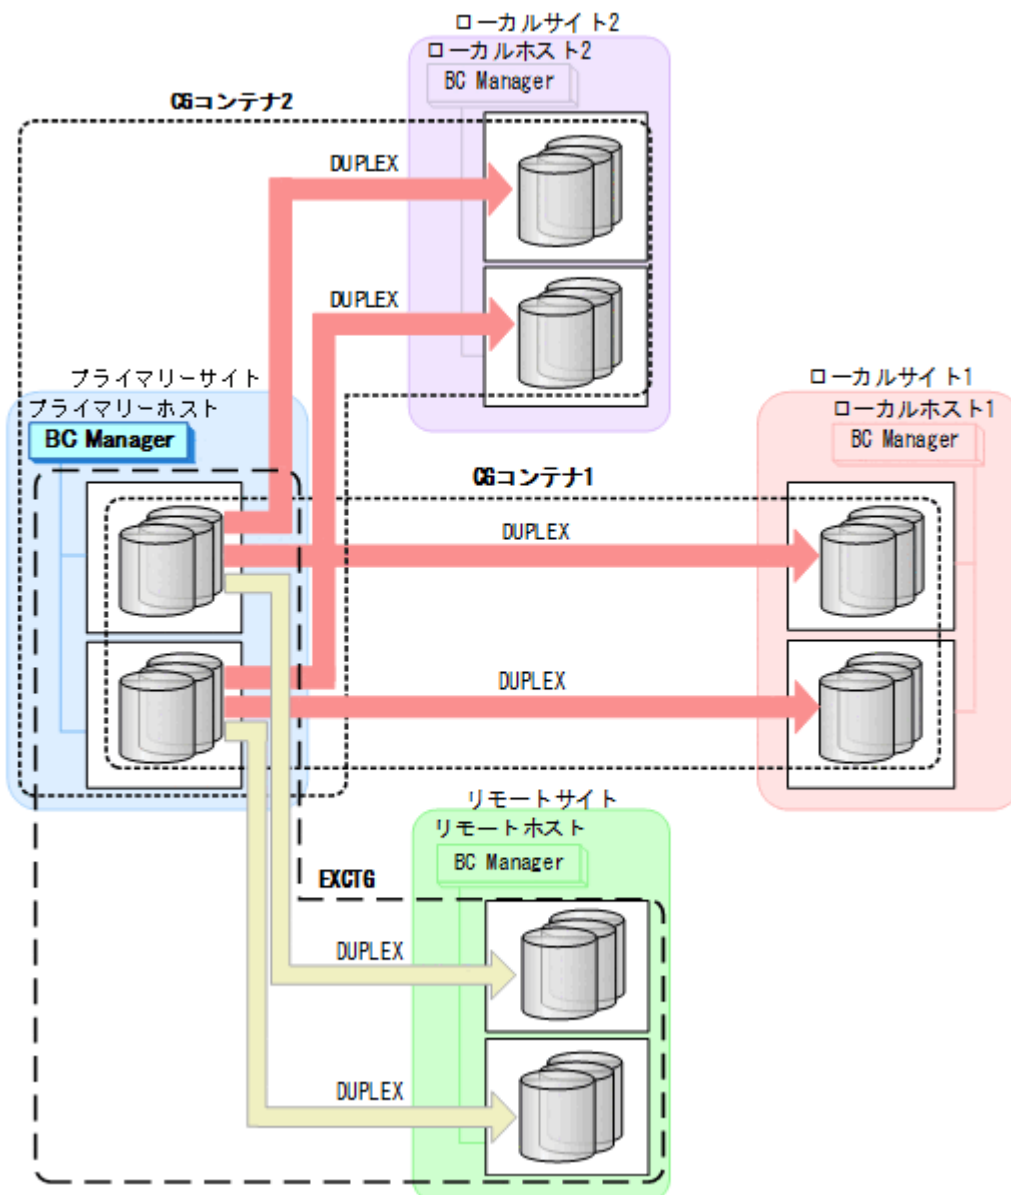 ローカルサイト2
ローカルホスト2
BC Manager
CGコンテナ2
DUPLEX
DUPLEX
プライマリーサイト
プライマリーホスト
BC Manager
ローカルサイト1
ローカルホスト1
BC Manager
CGコンテナ1
DUPLEX
DUPLEX
リモートサイト
リモートホスト
BC Manager
EXCTG
DUPLEX
DUPLEX